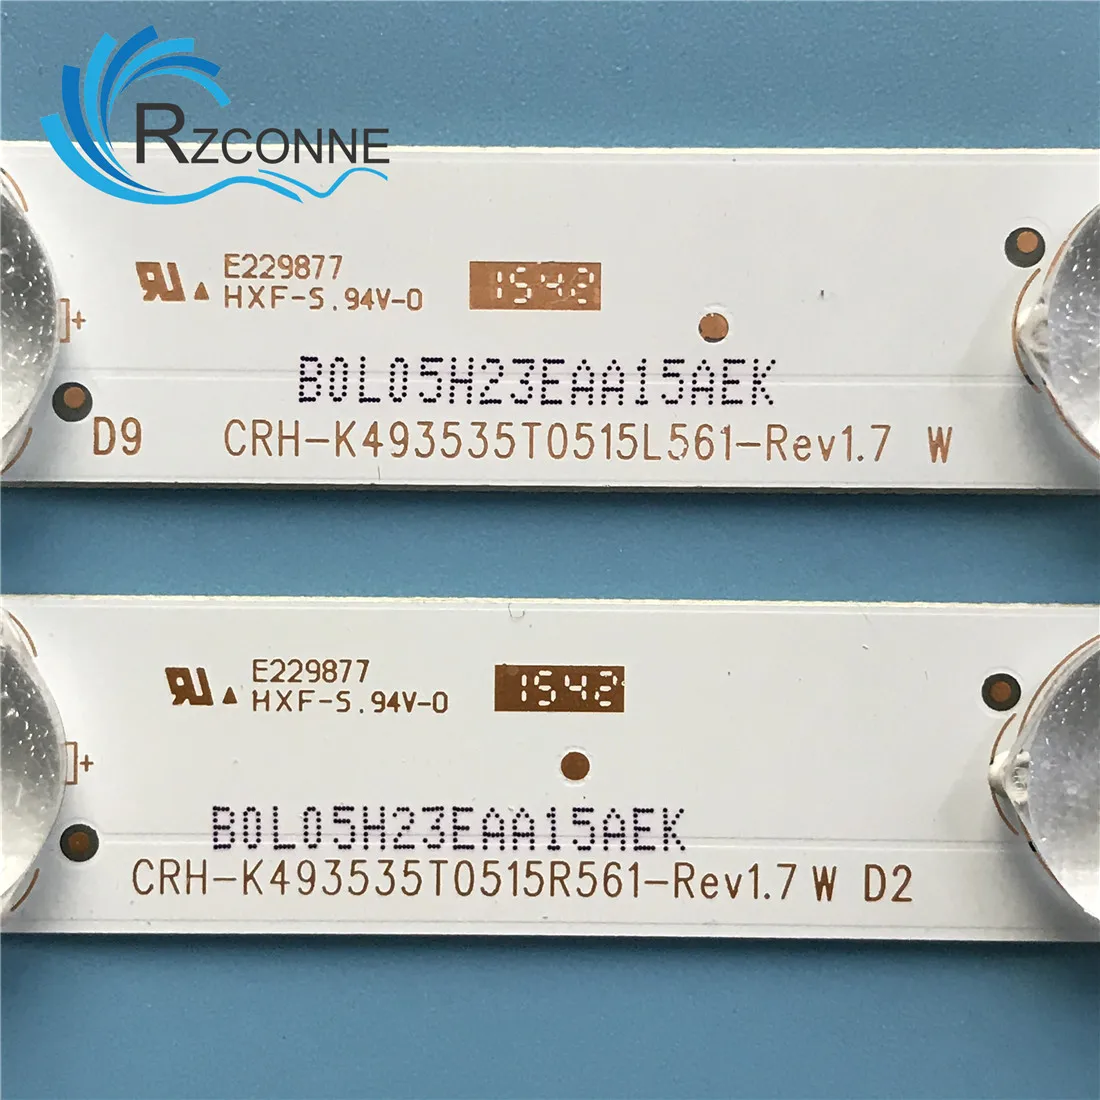 RZCONNE
E229877
HXF-S.94V-0
1542
+
B0L05H23EAA15AEK
D9 CRH-K493535T0515L561-Rev1.7 W
E229877
HXF-S.94V-0
1542
+
B0L05H23EAA15AEK
CRH-K493535T0515R561-Rev1.7 W D2